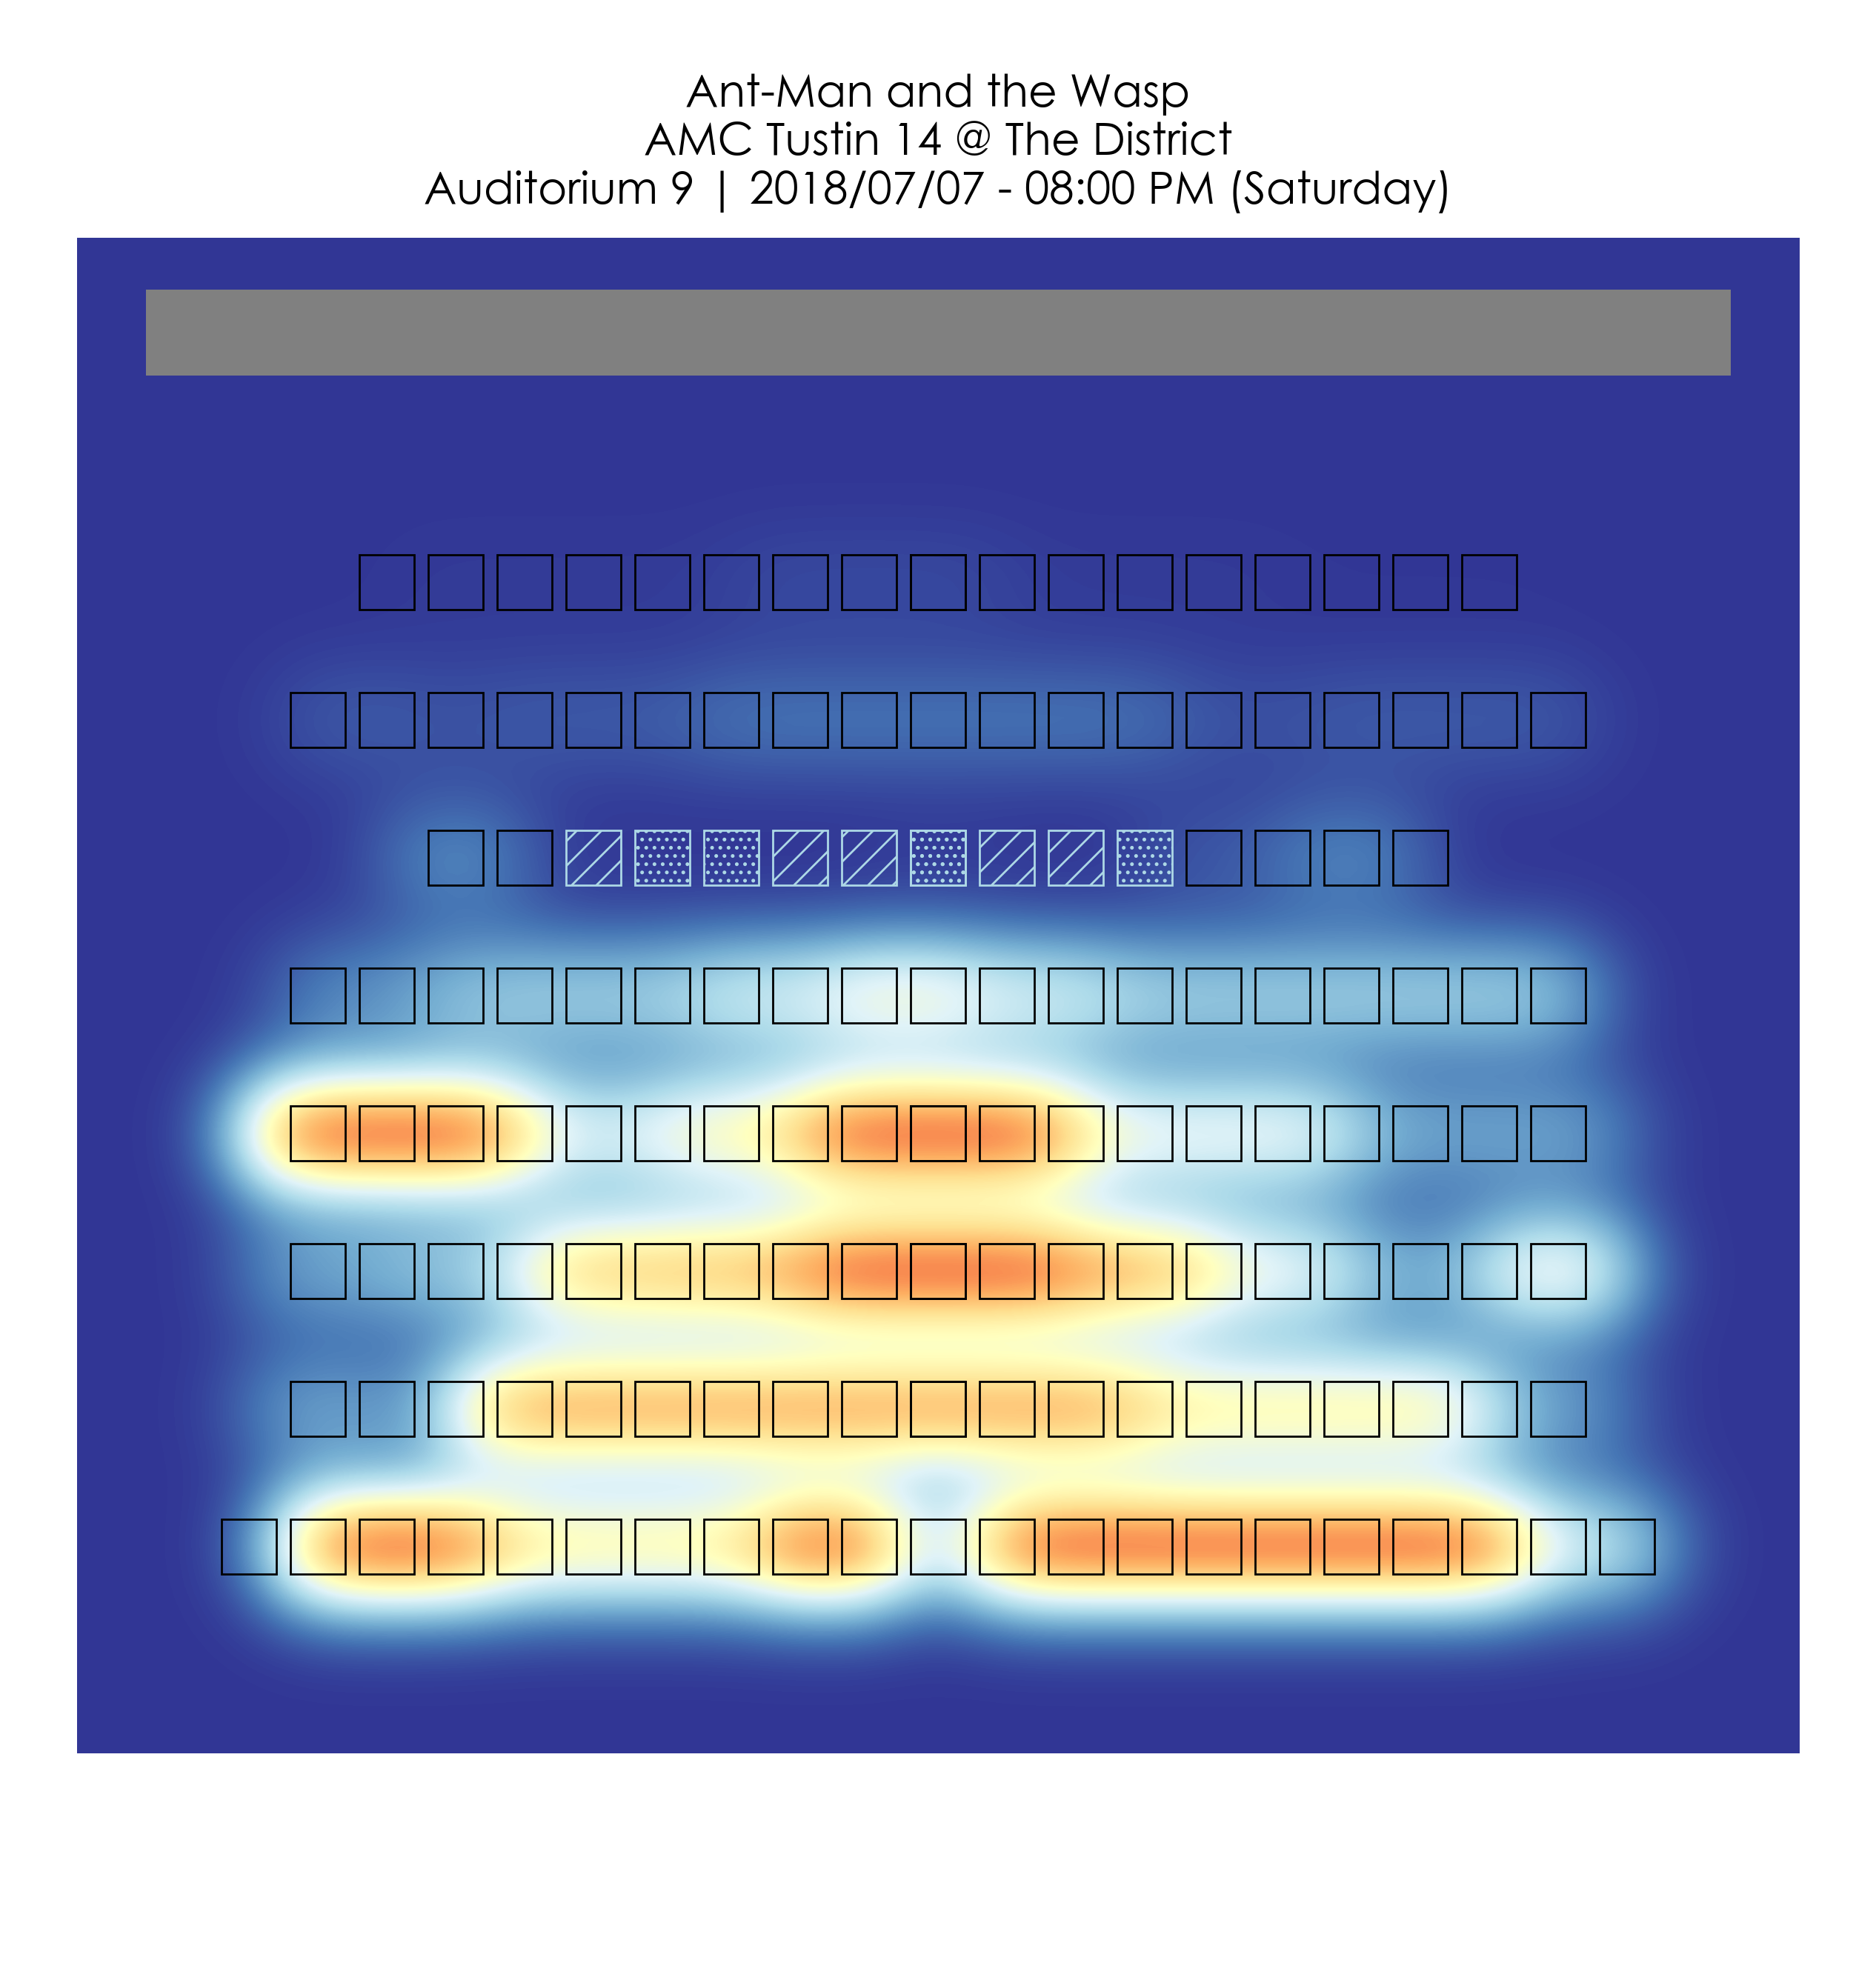 Ant-Man and the Wasp
AMC Tustin 14 @ The District
Auditorium 9 | 2018/07/07 - 08:00 PM (Saturday)